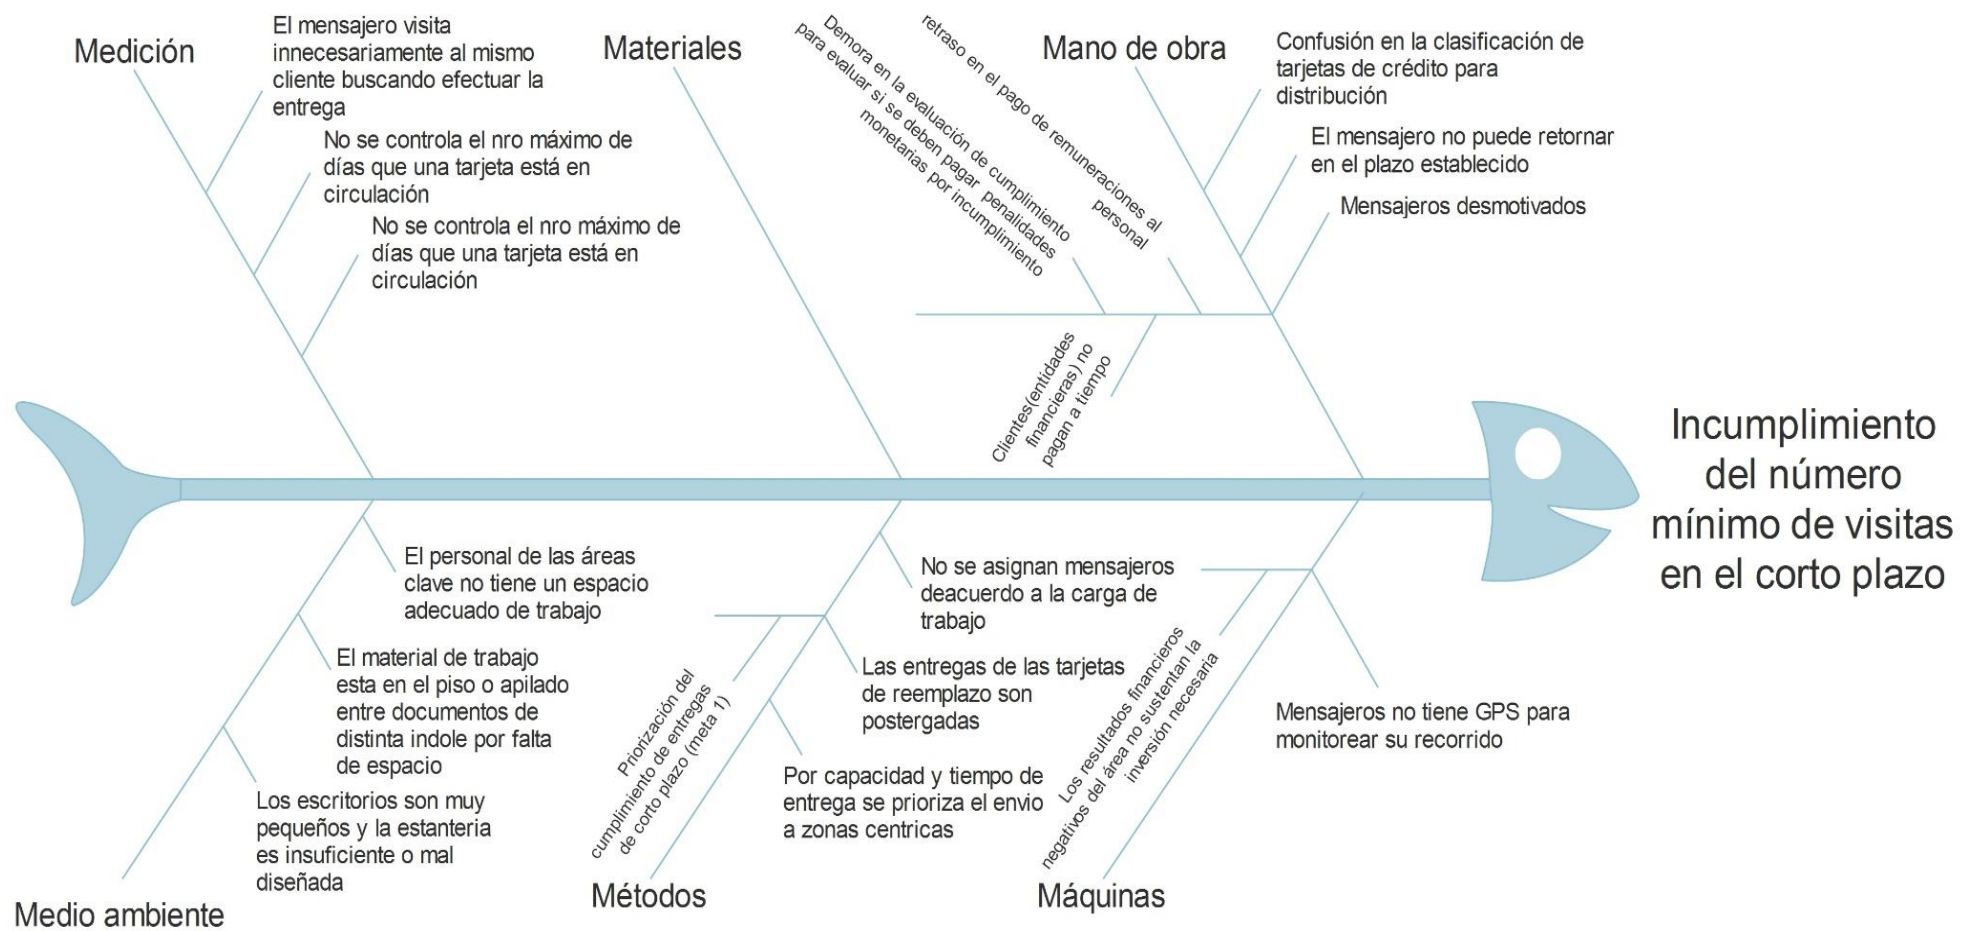 Medición
El mensajero visita
innecesariamente al mismo
cliente buscando efectuar la
entrega
No se controla el nro máximo de
días que una tarjeta está en
circulación
No se controla el nro máximo de
días que una tarjeta está en
circulación
Materiales
Demora en la evaluación de cumplimiento
para evaluar si se deben pagar penalidades
monetarias por incumplimiento
retraso en el pago de remuneraciones al
personal
Clientes(entidades
financieras) no
pagan a tiempo
Mano de obra
Confusión en la clasificación de
tarjetas de crédito para
distribución
El mensajero no puede retornar
en el plazo establecido
Mensajeros desmotivados
Incumplimiento
del número
mínimo de visitas
en el corto plazo
El personal de las áreas
clave no tiene un espacio
adecuado de trabajo
El material de trabajo
esta en el piso o apilado
entre documentos de
distinta indole por falta
de espacio
Los escritorios son muy
pequeños y la estanteria
es insuficiente o mal
diseñada
Medio ambiente
No se asignan mensajeros
deacuerdo a la carga de
trabajo
Las entregas de las tarjetas
de reemplazo son
postergadas
Por capacidad y tiempo de
entrega se prioriza el envio
a zonas centricas
Priorización del
cumplimiento de entregas
de corto plazo (meta 1)
Métodos
Los resultados financieros
negativos del área no sustentan la
inversión necesaria
Mensajeros no tiene GPS para
monitorear su recorrido
Máquinas